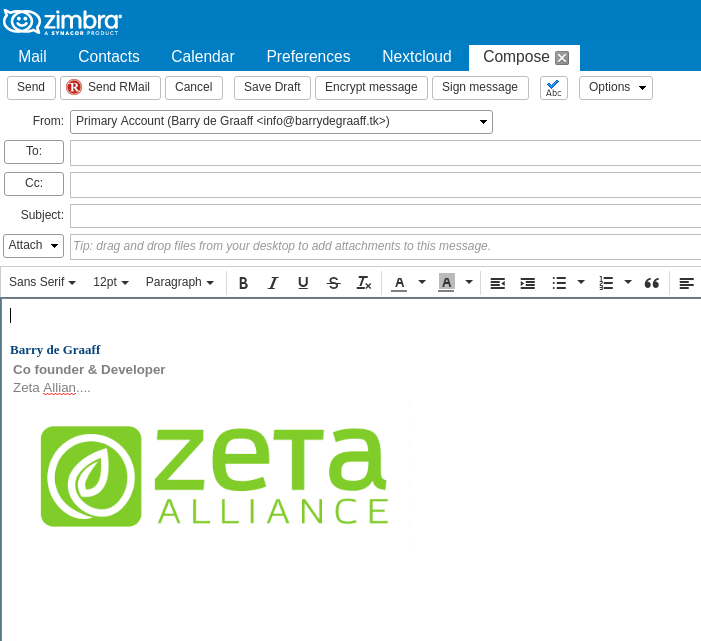 zimbra
A SYNACOR PRODUCT
Mail Contacts Calendar Preferences Nextcloud Compose
Send R Send RMail Cancel Save Draft Encrypt message Sign message Abc Options
From: Primary Account (Barry de Graaff <info@barrydegraaff.tk>)
To:
Cc:
Subject:
Attach Tip: drag and drop files from your desktop to add attachments to this message.
Sans Serif 12pt Paragraph B I U S Tx A A
Barry de Graaff
Co founder & Developer
Zeta Allian....
zeta
ALLIANCE